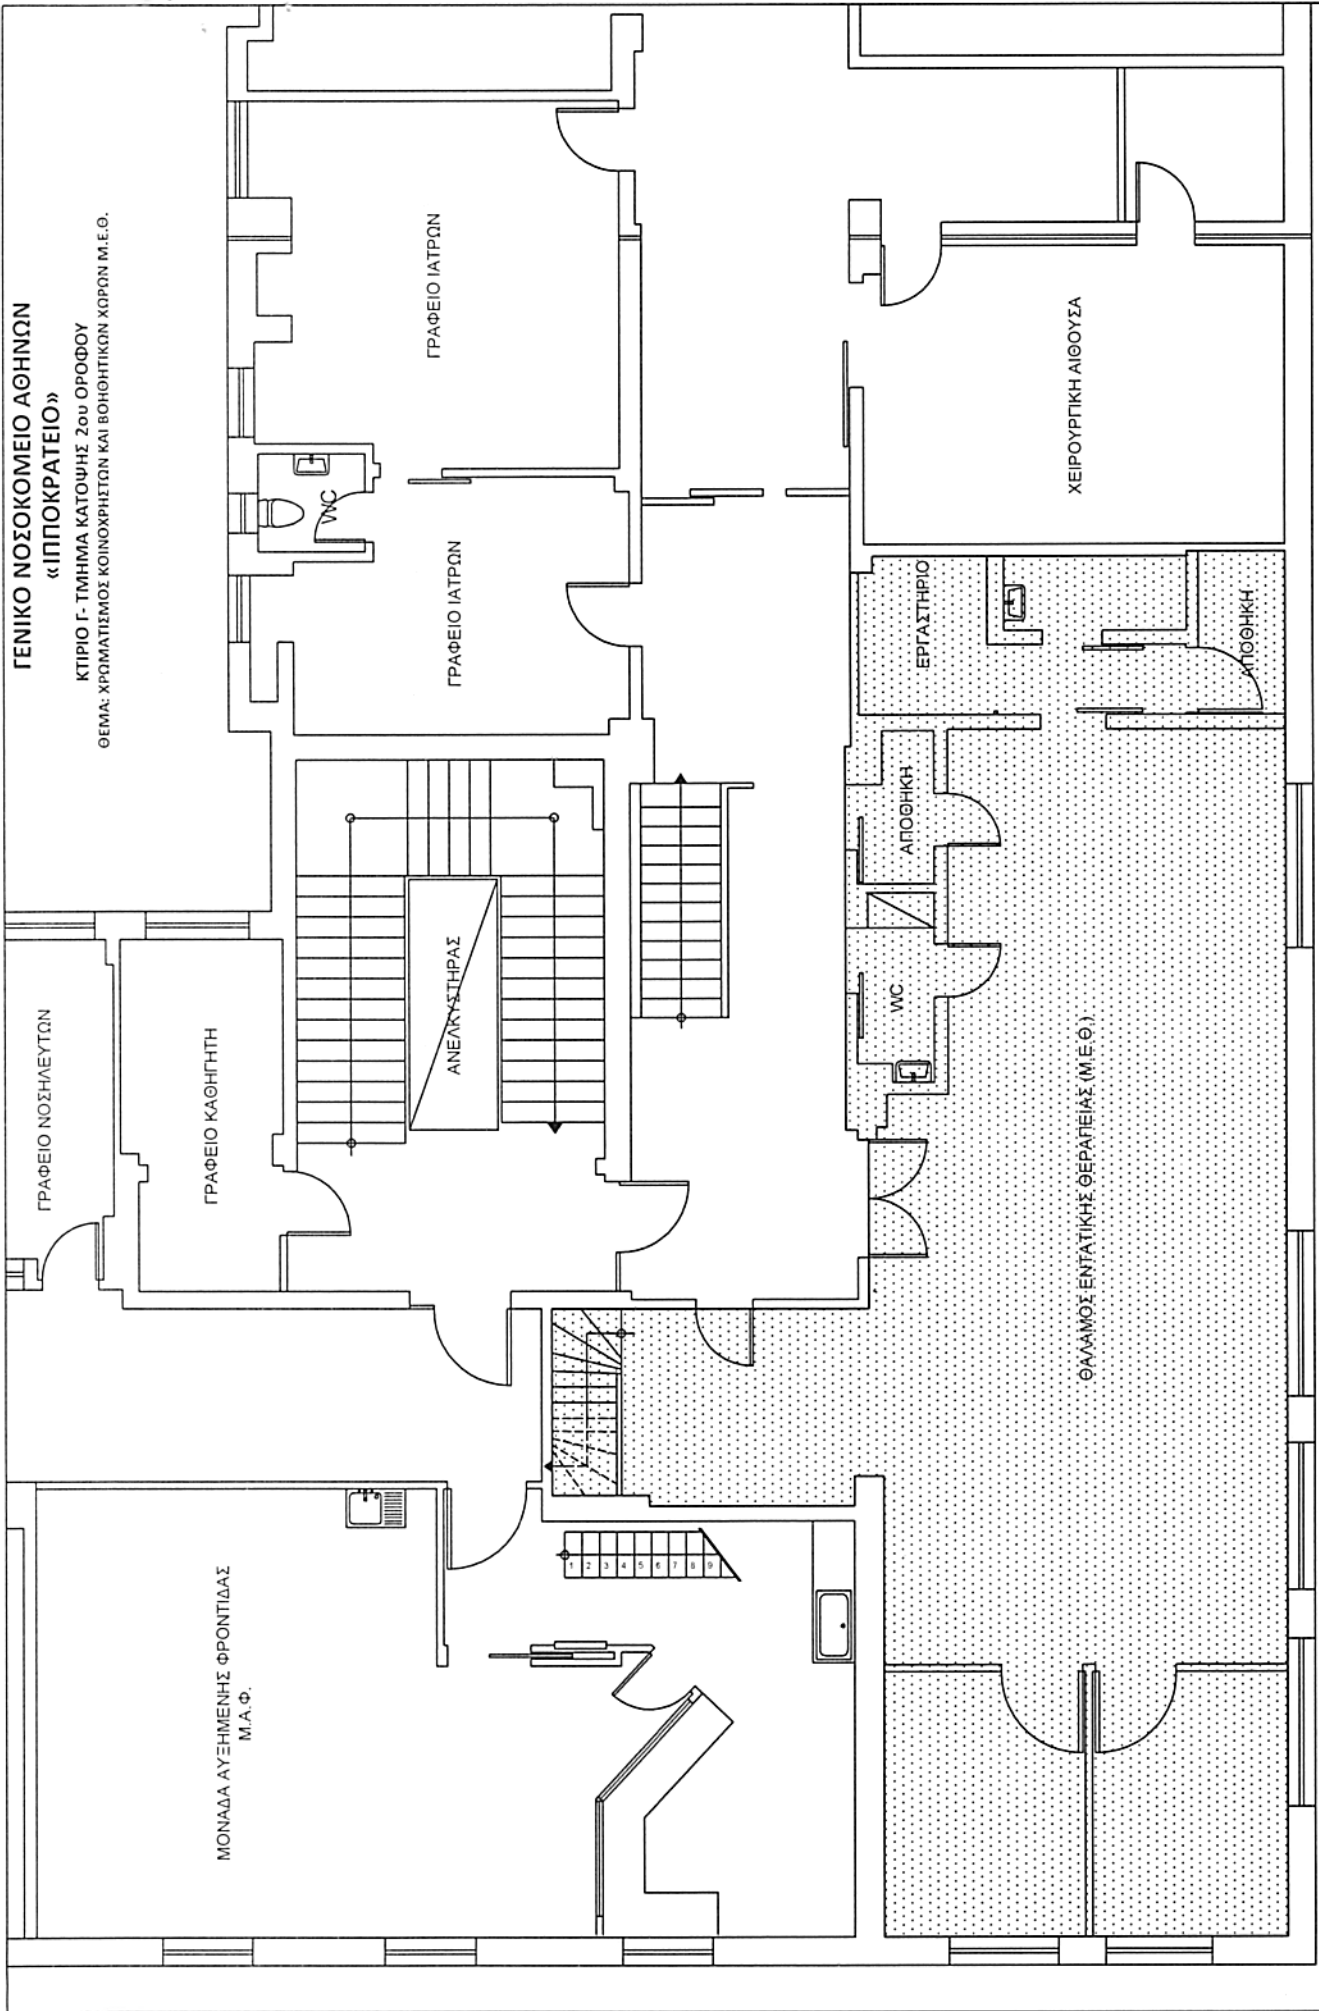 ΓΕΝΙΚΟ ΝΟΣΟΚΟΜΕΙΟ ΑΘΗΝΩΝ
«ΙΠΠΟΚΡΑΤΕΙΟ»
ΚΤΙΡΙΟ Γ- ΤΜΗΜΑ ΚΑΤΟΨΗΣ 2ου ΟΡΟΦΟΥ
ΘΕΜΑ: ΧΡΩΜΑΤΙΣΜΟΣ ΚΟΙΝΟΧΡΗΣΤΩΝ ΚΑΙ ΒΟΗΘΗΤΙΚΩΝ ΧΩΡΩΝ Μ.Ε.Θ.
ΓΡΑΦΕΙΟ ΝΟΣΗΛΕΥΤΩΝ
ΓΡΑΦΕΙΟ ΚΑΘΗΓΗΤΗ
WC
ΓΡΑΦΕΙΟ ΙΑΤΡΩΝ
ΓΡΑΦΕΙΟ ΙΑΤΡΩΝ
ΑΝΕΛΚΥΣΤΗΡΑΣ
ΜΟΝΑΔΑ ΑΥΞΗΜΕΝΗΣ ΦΡΟΝΤΙΔΑΣ
Μ.Α.Φ.
1 2 3 4 5 6 7 8 9
WC
ΑΠΟΘΗΚΗ
ΕΡΓΑΣΤΗΡΙΟ
ΧΕΙΡΟΥΡΓΙΚΗ ΑΙΘΟΥΣΑ
ΘΑΛΑΜΟΣ ΕΝΤΑΤΙΚΗΣ ΘΕΡΑΠΕΙΑΣ (Μ.Ε.Θ.)
ΑΠΟΘΗΚΗ